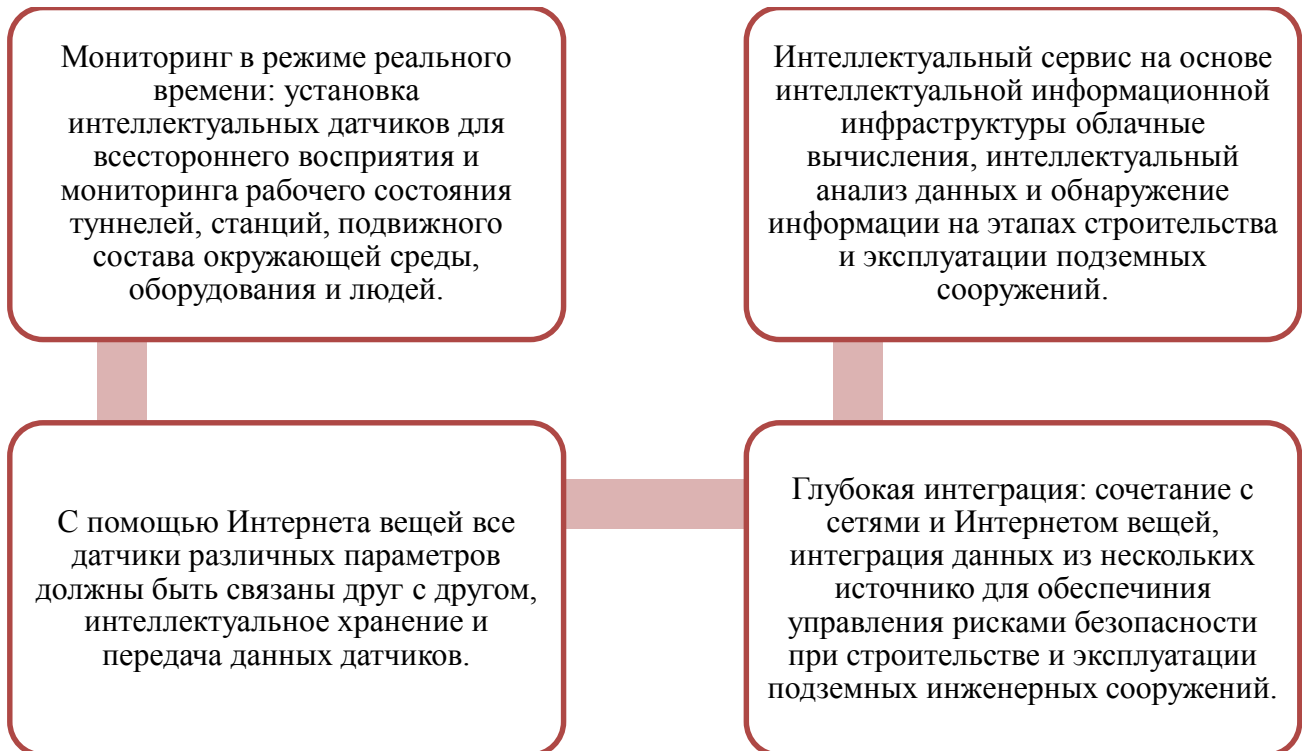 Мониторинг в режиме реального
времени: установка
интеллектуальных датчиков для
всестороннего восприятия и
мониторинга рабочего состояния
туннелей, станций, подвижного
состава окружающей среды,
оборудования и людей.
С помощью Интернета вещей все
датчики различных параметров
должны быть связаны друг с другом,
интеллектуальное хранение и
передача данных датчиков.
Глубокая интеграция: сочетание с
сетями и Интернетом вещей,
интеграция данных из нескольких
источнико для обеспечиния
управления рисками безопасности
при строительстве и эксплуатации
подземных инженерных сооружений.
Интеллектуальный сервис на основе
интеллектуальной информационной
инфраструктуры облачные
вычисления, интеллектуальный
анализ данных и обнаружение
информации на этапах строительства
и эксплуатации подземных
сооружений.